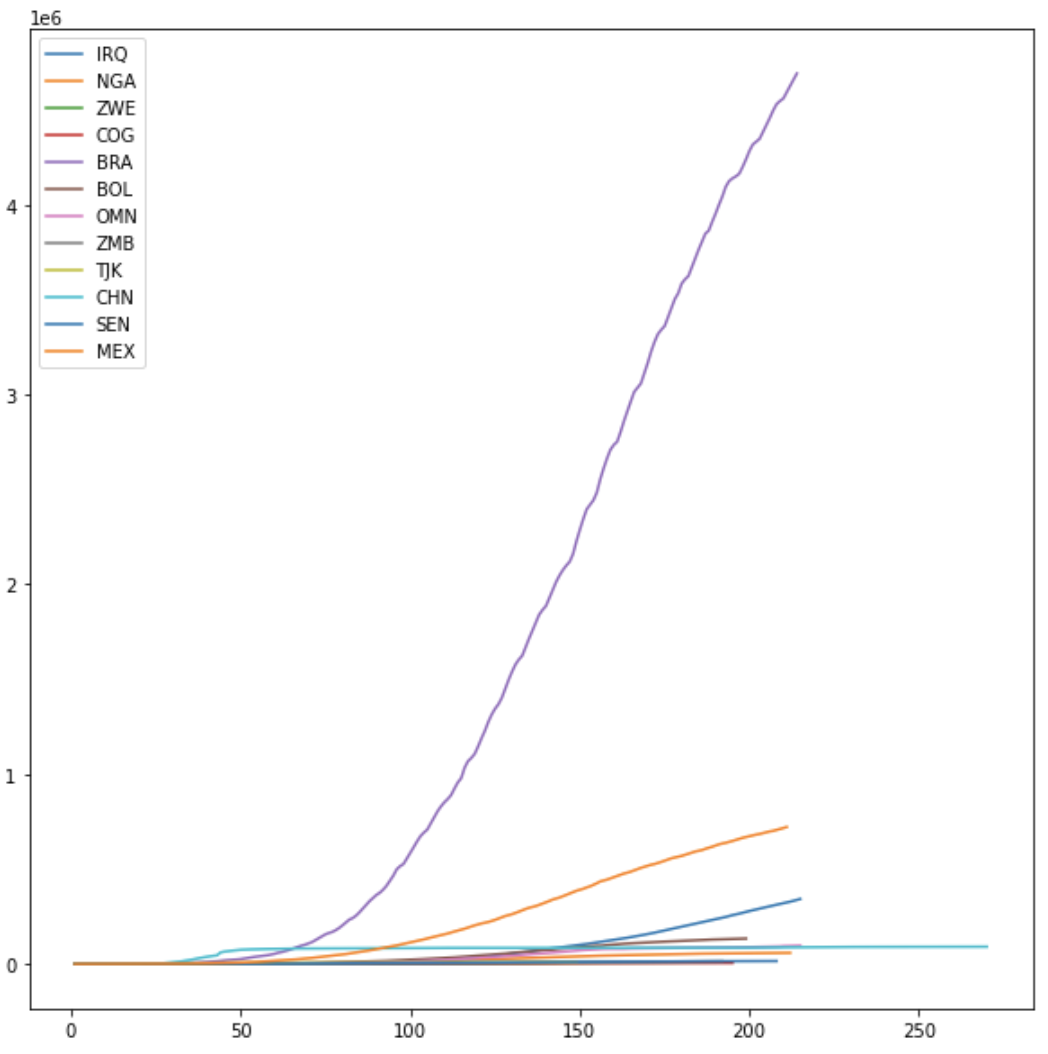 1e6
IRQ
NGA
ZWE
COG
BRA
BOL
OMN
ZMB
TJK
CHN
SEN
MEX
4
3
2
1
0
0 50 100 150 200 250